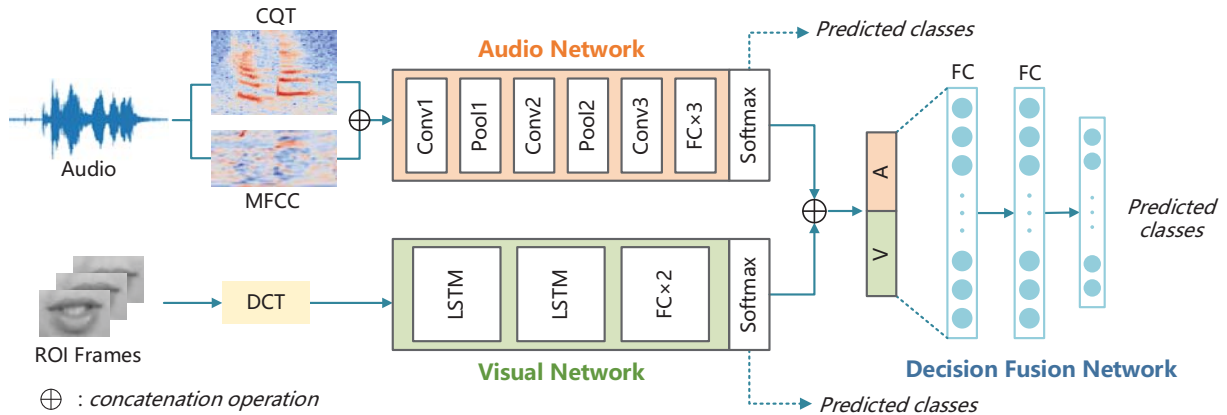 CQT
Audio
MFCC
Audio Network
Conv1
Pool1
Conv2
Pool2
Conv3
FC×3
Softmax
Predicted classes
ROI Frames
DCT
LSTM
LSTM
FC×2
Softmax
Visual Network
Predicted classes
A
V
FC
FC
Predicted
classes
Decision Fusion Network
⊕ : concatenation operation